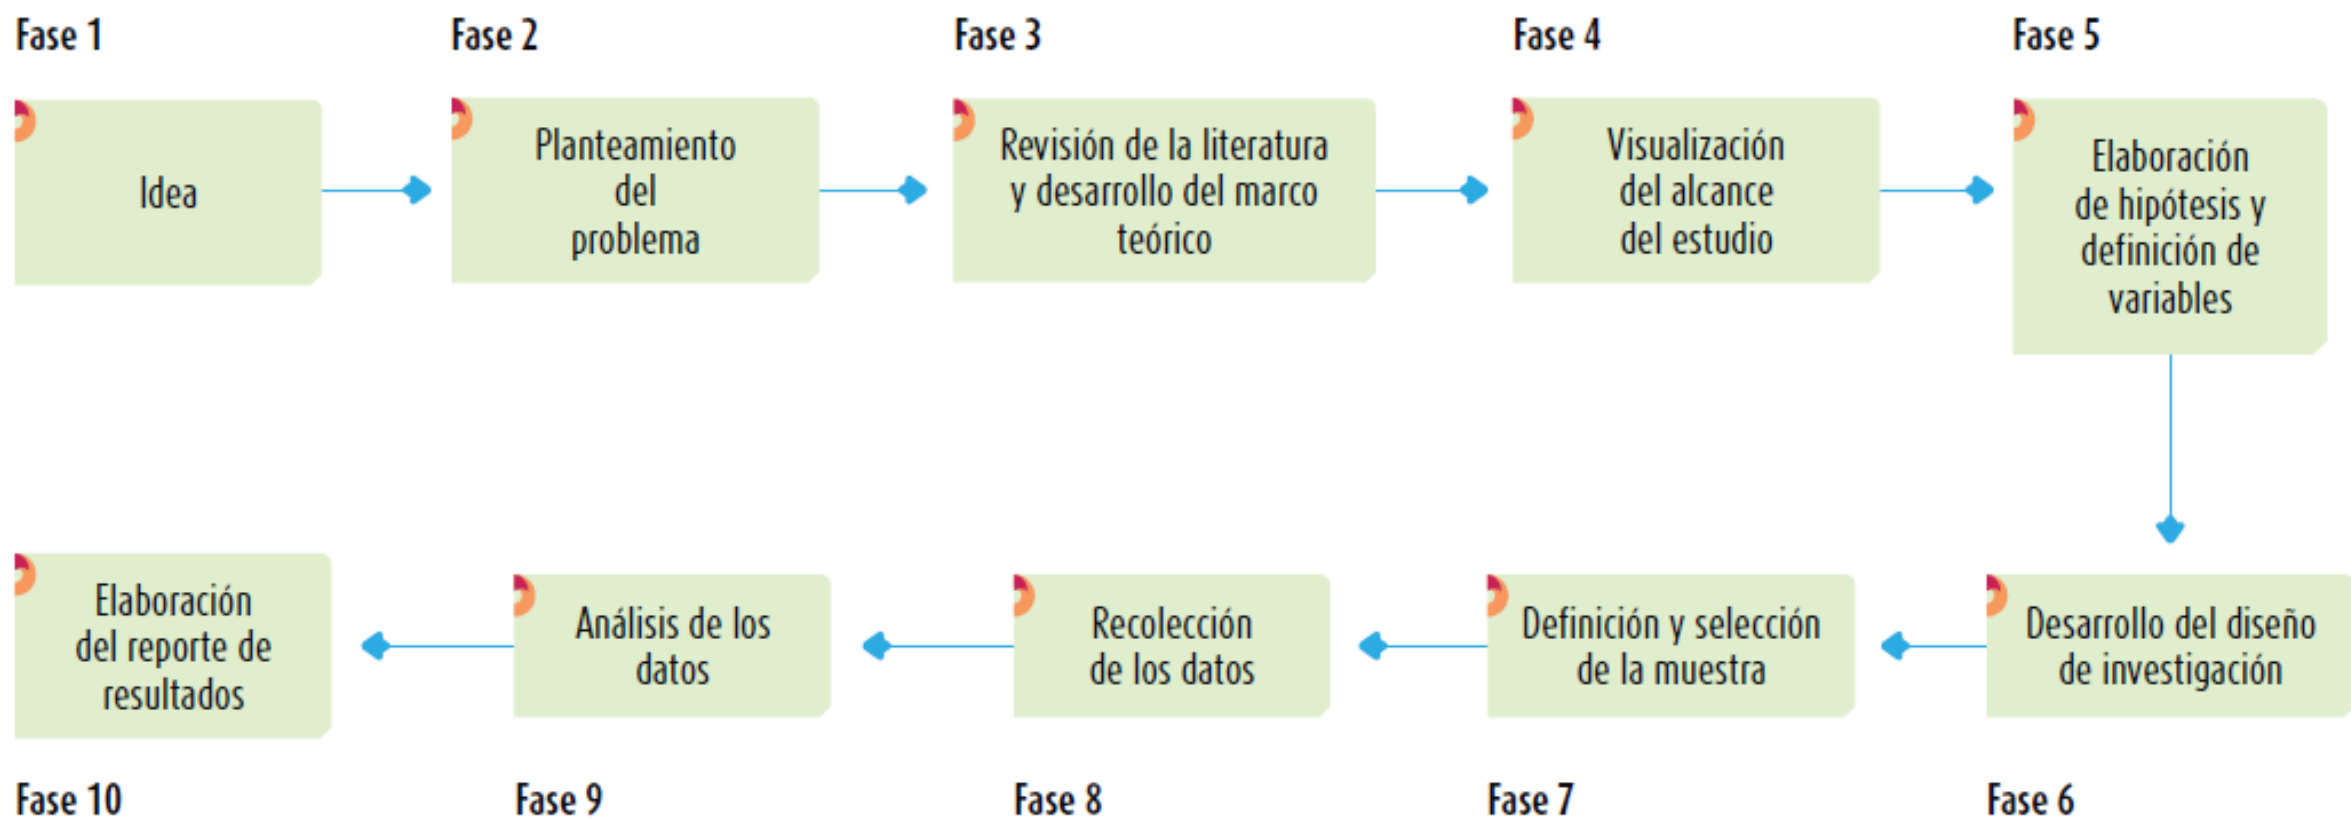 Fase 1
Idea
Fase 2
Planteamiento
del
problema
Fase 3
Revisión de la literatura
y desarrollo del marco
teórico
Fase 4
Visualización
del alcance
del estudio
Fase 5
Elaboración
de hipótesis y
definición de
variables
Desarrollo del diseño
de investigación
Fase 6
Definición y selección
de la muestra
Fase 7
Recolección
de los datos
Fase 8
Análisis de los
datos
Fase 9
Elaboración
del reporte de
resultados
Fase 10